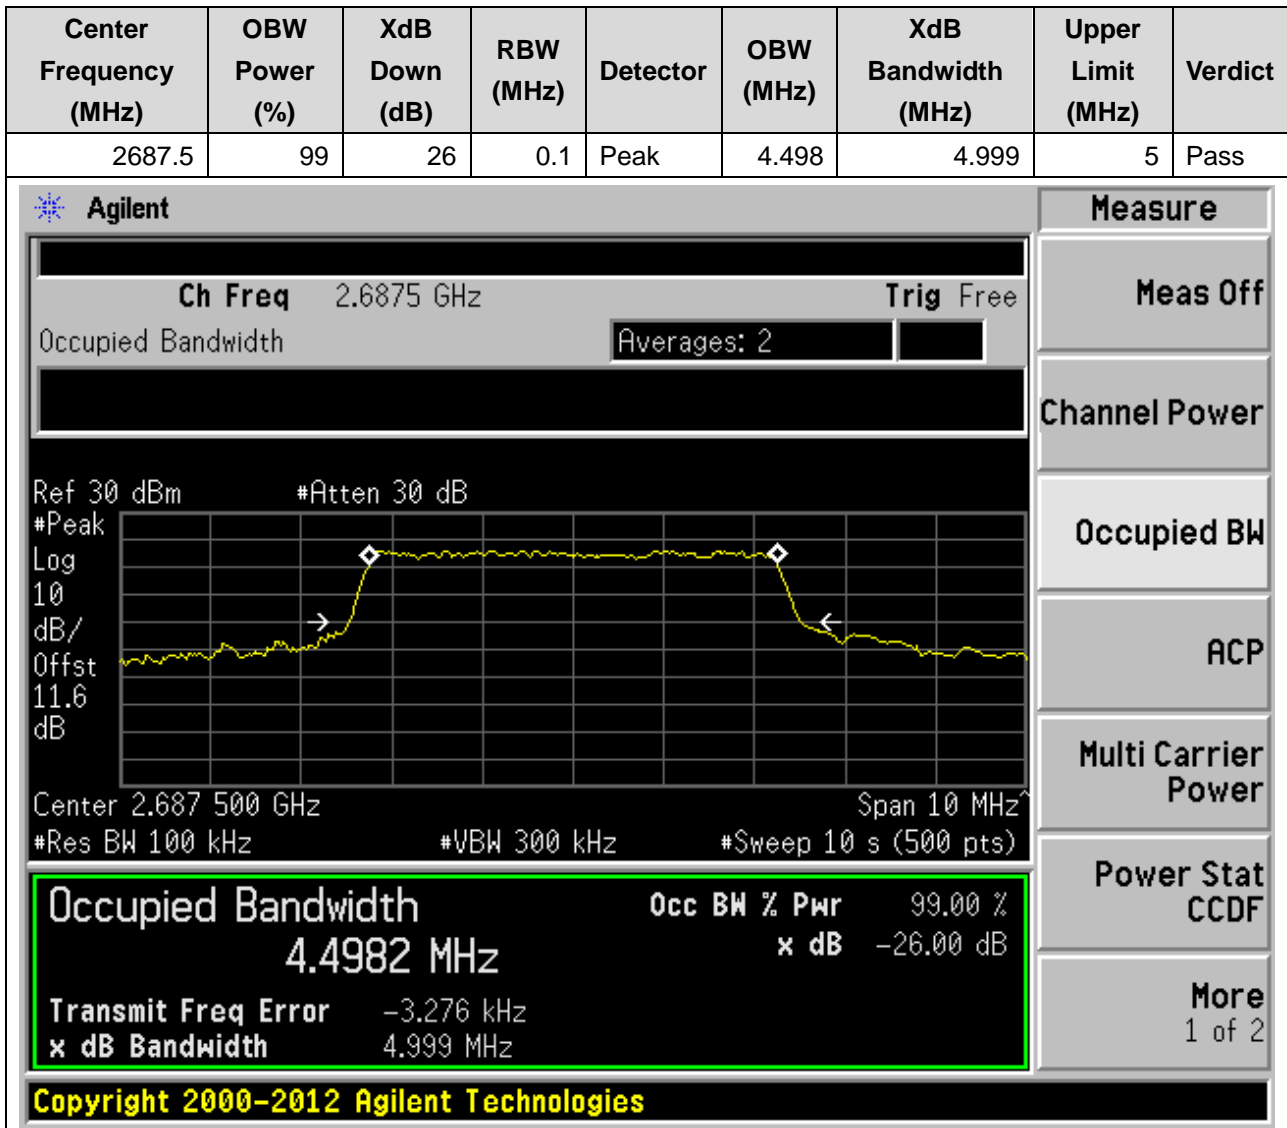 Center Frequency (MHz) OBW Power (%) XdB Down (dB) RBW (MHz) Detector OBW (MHz) XdB Bandwidth (MHz) Upper Limit (MHz) Verdict
2687.5 99 26 0.1 Peak 4.498 4.999 5 Pass
Agilent
Measure
Ch Freq 2.6875 GHz Trig Free
Meas Off
Occupied Bandwidth Averages: 2
Channel Power
Ref 30 dBm #Atten 30 dB
#Peak
Log
10
dB/
Offst
11.6
dB
Occupied BW
ACP
Multi Carrier
Power
Center 2.687 500 GHz Span 10 MHz^
#Res BW 100 kHz #VBW 300 kHz #Sweep 10 s (500 pts)
Power Stat
CCDF
Occupied Bandwidth Occ BW % Pwr 99.00 %
4.4982 MHz x dB -26.00 dB
Transmit Freq Error -3.276 kHz
x dB Bandwidth 4.999 MHz
More
1 of 2
Copyright 2000-2012 Agilent Technologies